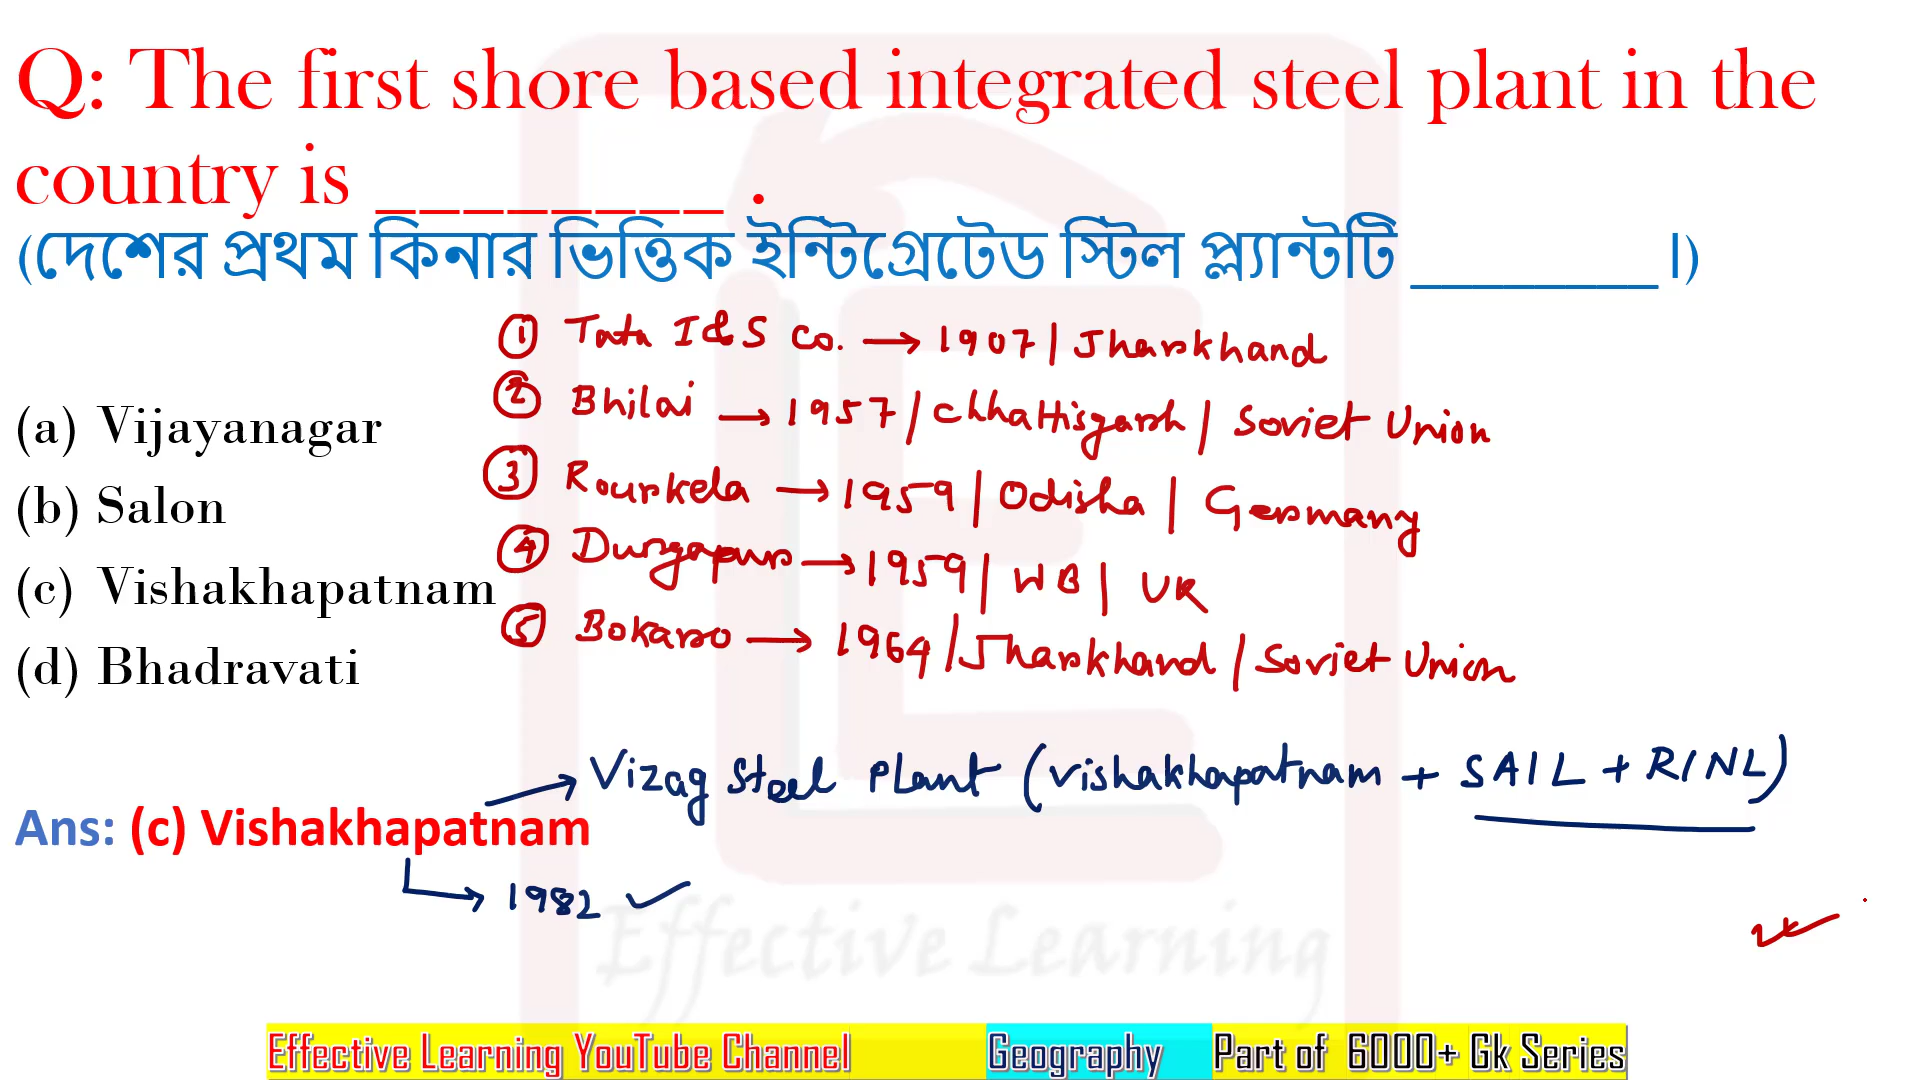 Q: The first shore based integrated steel plant in the
country is ________ .
(দেশের প্রথম কিনার ভিত্তিক ইন্টিগ্রেটেড স্টিল প্ল্যান্টটি ________।)
① Tata I&S Co. → 1907 | Jharkhand
② Bhilai → 1957 / Chhattisgarh / Soviet Union
(a) Vijayanagar
③ Rourkela → 1959 | Odisha | Germany
(b) Salon
④ Durgapur → 1959 | WB | UK
(c) Vishakhapatnam
⑤ Bokaro → 1964 / Jharkhand / Soviet Union
(d) Bhadravati
→ Vizag Steel Plant (Vishakhapatnam + SAIL + RINL)
Ans: (c) Vishakhapatnam
→ 1982 ✓
Effective Learning
Effective Learning YouTube Channel Geography Part of 6000+ Gk Series